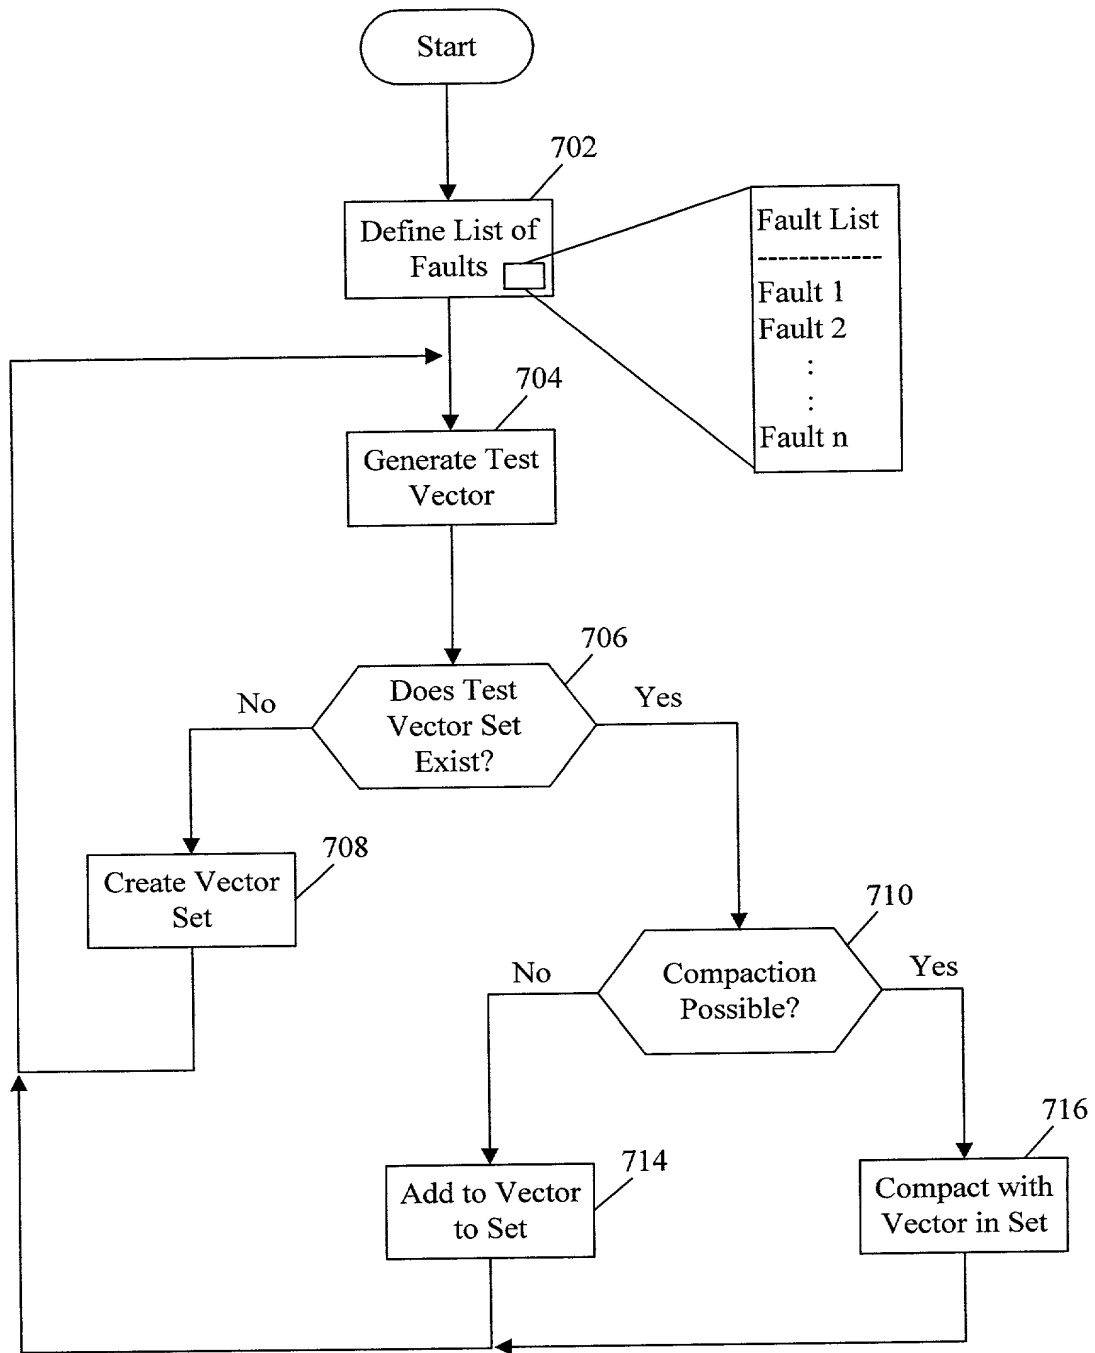 Start
702
Define List of
Faults
Fault List
------------
Fault 1
Fault 2
:
:
Fault n
704
Generate Test
Vector
706
No
Does Test
Vector Set
Exist?
Yes
708
Create Vector
Set
710
No
Compaction
Possible?
Yes
714
Add to Vector
to Set
716
Compact with
Vector in Set